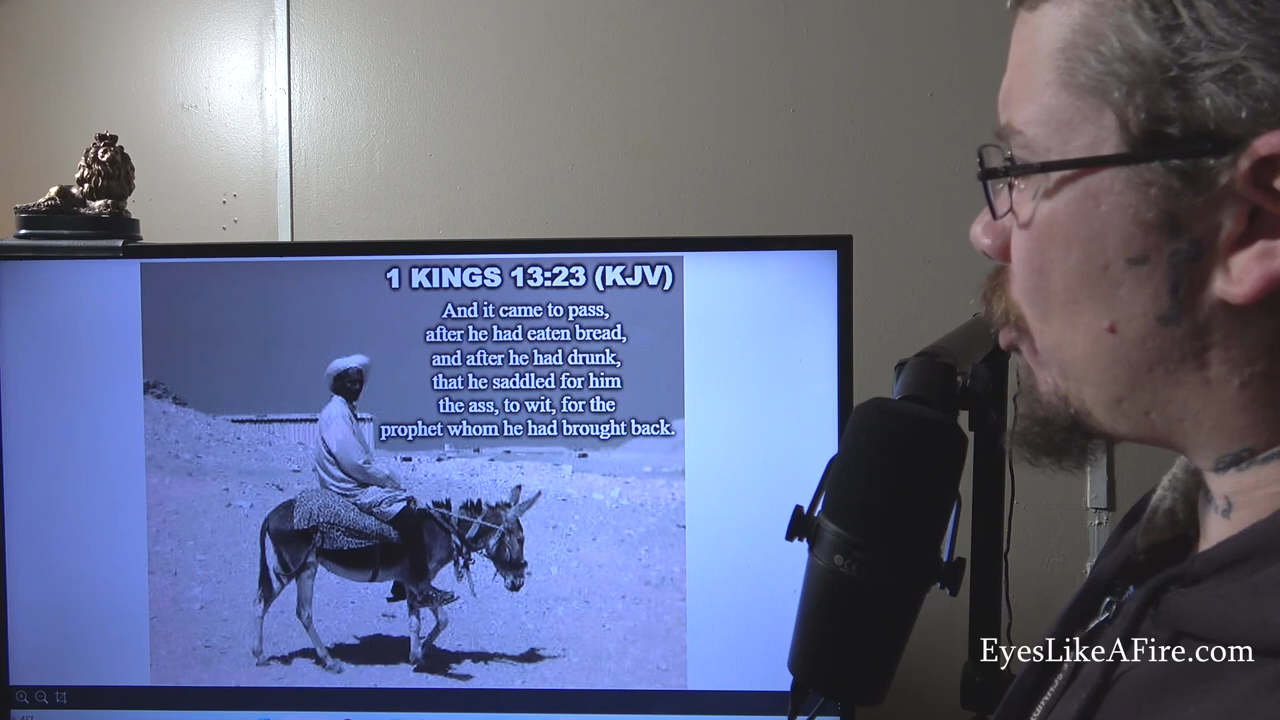 1 KINGS 13:23 (KJV)
And it came to pass,
after he had eaten bread,
and after he had drunk,
that he saddled for him
the ass, to wit, for the
prophet whom he had brought back.
EyesLikeAFire.com